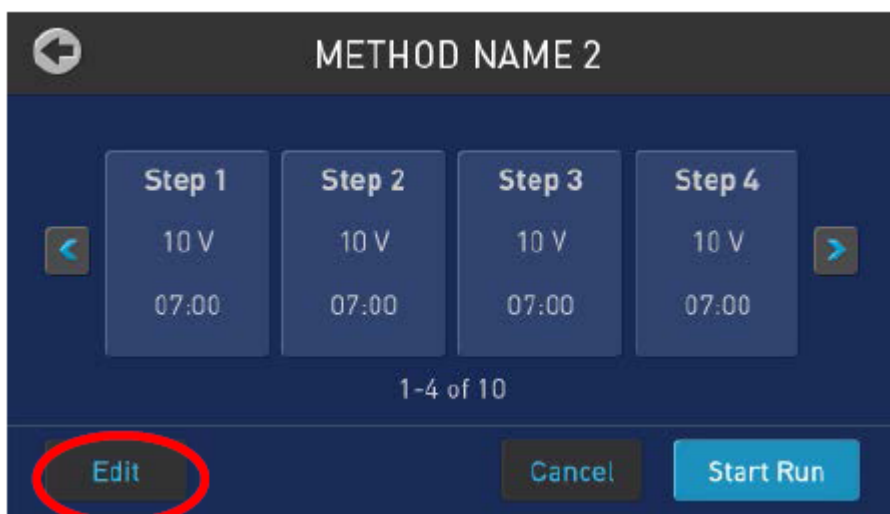 METHOD NAME 2
Step 1 Step 2 Step 3 Step 4
10 V 10 V 10 V 10 V
07:00 07:00 07:00 07:00
1-4 of 10
Edit Cancel Start Run